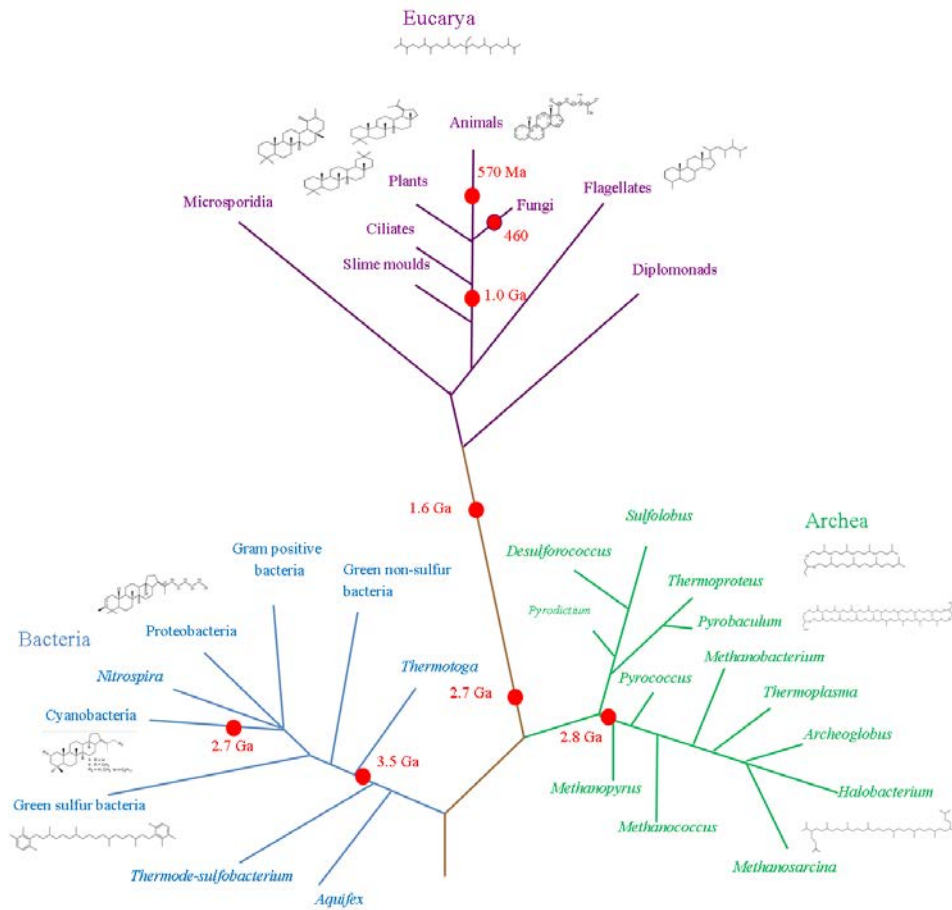 Eucarya
Animals
570 Ma
Plants
Flagellates
Microsporidia
Fungi
Ciliates
460
Slime moulds
Diplomonads
1.0 Ga
1.6 Ga
Sulfolobus
Archea
Gram positive
bacteria
Desulforococcus
Green non-sulfur
bacteria
Thermoproteus
Pyrodictium
Pyrobaculum
Bacteria
Proteobacteria
Methanobacterium
Nitrospira
Thermotoga
Pyrococcus
Thermoplasma
2.7 Ga
Cyanobacteria
2.8 Ga
2.7 Ga
Archeoglobus
3.5 Ga
Methanopyrus
Halobacterium
Green sulfur bacteria
Methanococcus
Thermode-sulfobacterium
Methanosarcina
Aquifex